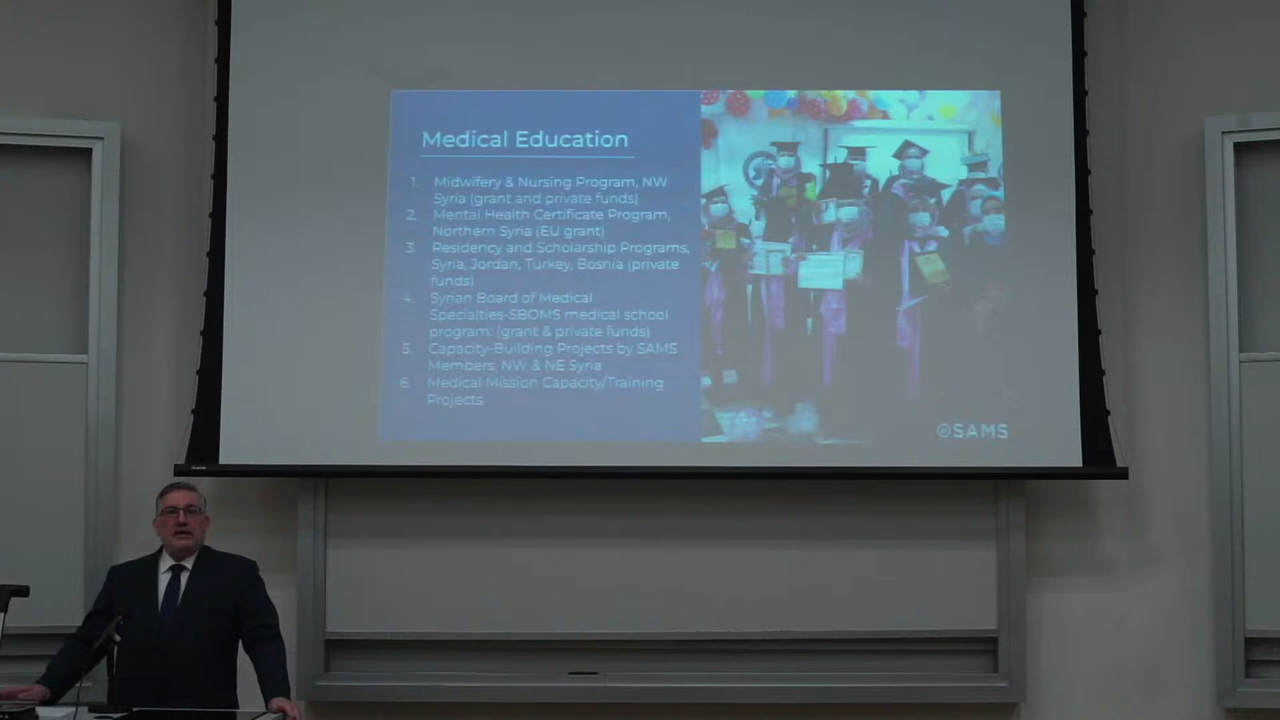 Medical Education
1. Midwifery & Nursing Program, NW
Syria (grant and private funds)
2. Mental Health Certificate Program,
Northern Syria (EU grant)
3. Residency and Scholarship Programs,
Syria, Jordan, Turkey, Bosnia (private
funds)
4. Syrian Board of Medical
Specialties-SBOMS medical school
program: (grant & private funds)
5. Capacity-Building Projects by SAMS
Members, NW & NE Syria
6. Medical Mission Capacity/Training
Projects
SAMS